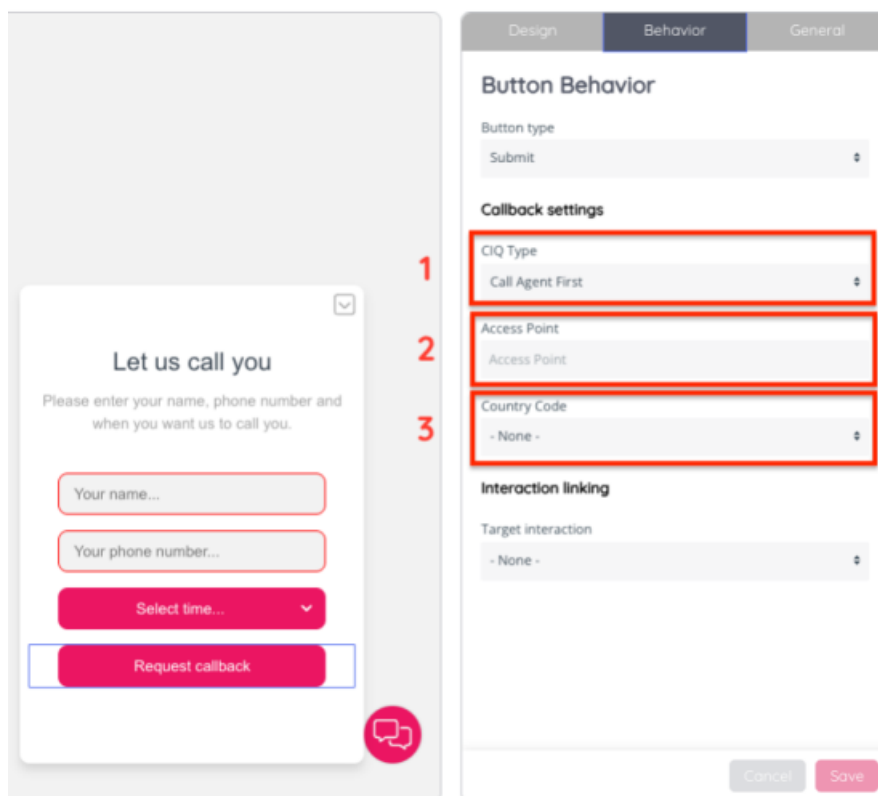 Design
Behavior
General
Button Behavior
Button type
Submit
Callback settings
1
CIQ Type
Call Agent First
2
Access Point
Access Point
3
Country Code
- None -
Interaction linking
Target interaction
- None -
Cancel
Save
Let us call you
Please enter your name, phone number and
when you want us to call you.
Your name...
Your phone number...
Select time...
Request callback